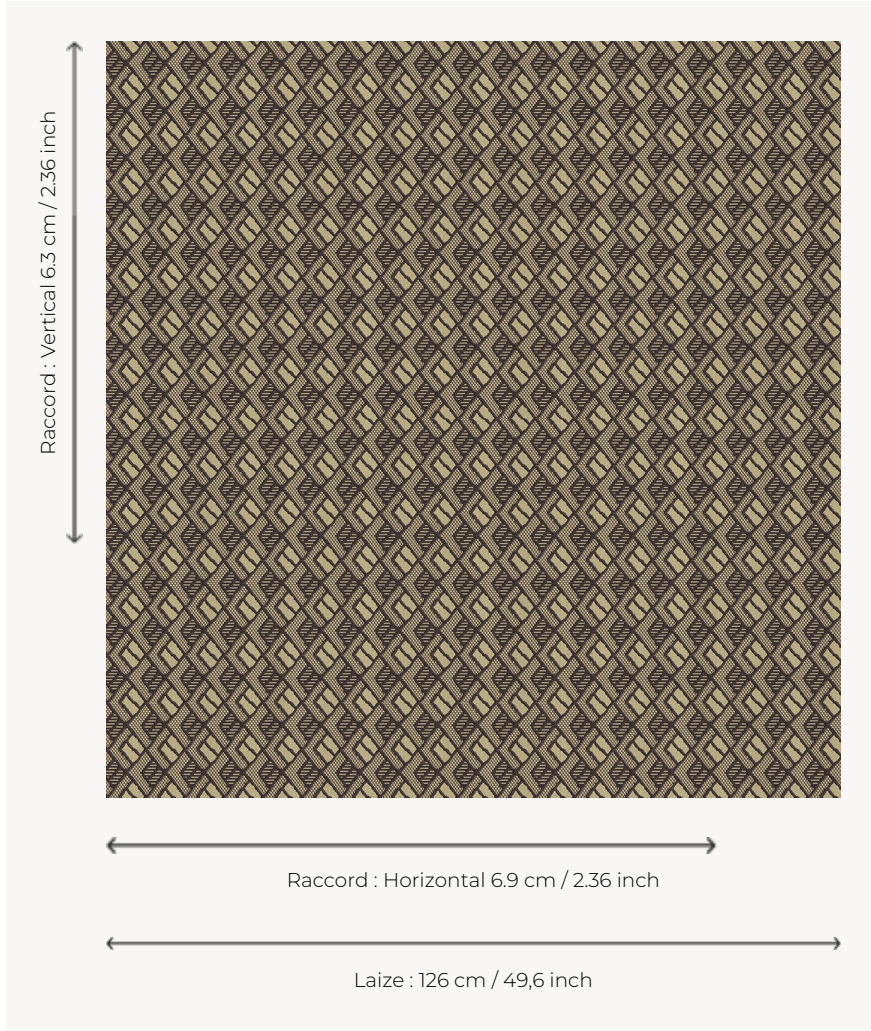 Raccord : Vertical 6.3 cm / 2.36 inch
Raccord : Horizontal 6.9 cm / 2.36 inch
Laize : 126 cm / 49,6 inch